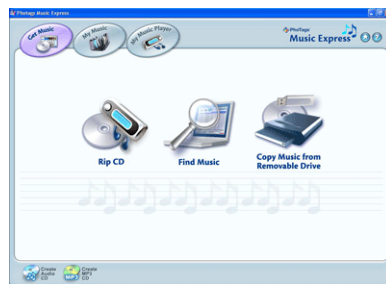 Photags Music Express
Get Music
My Music
My Music Player
PhoTags
Music Express
Rip CD
Find Music
Copy Music from
Removable Drive
Create
Audio
CD
Create
MP3
CD
MP3